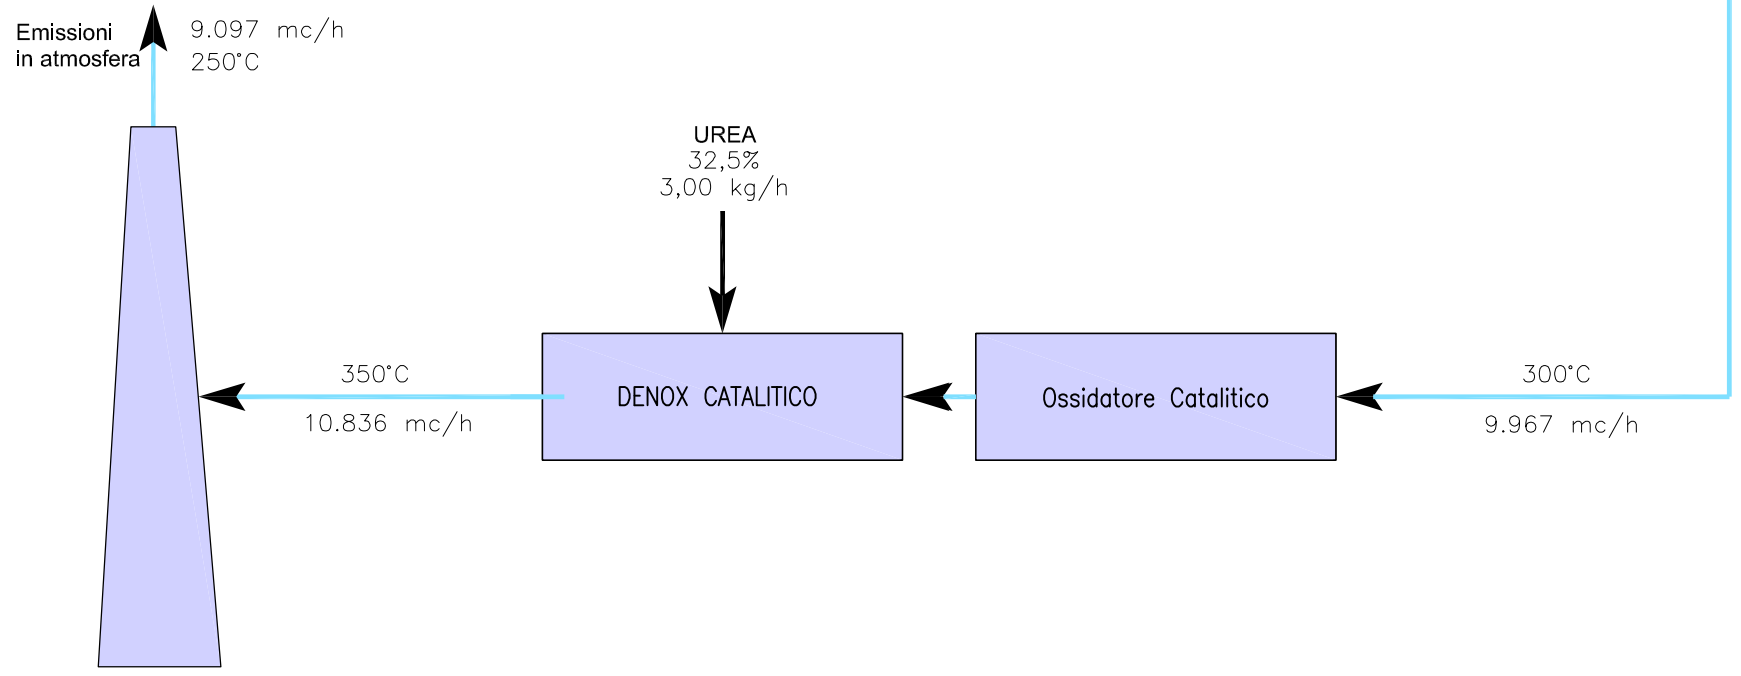 Emissioni
in atmosfera
9.097 mc/h
250°C
UREA
32,5%
3,00 kg/h
350°C
10.836 mc/h
DENOX CATALITICO
Ossidatore Catalitico
300°C
9.967 mc/h